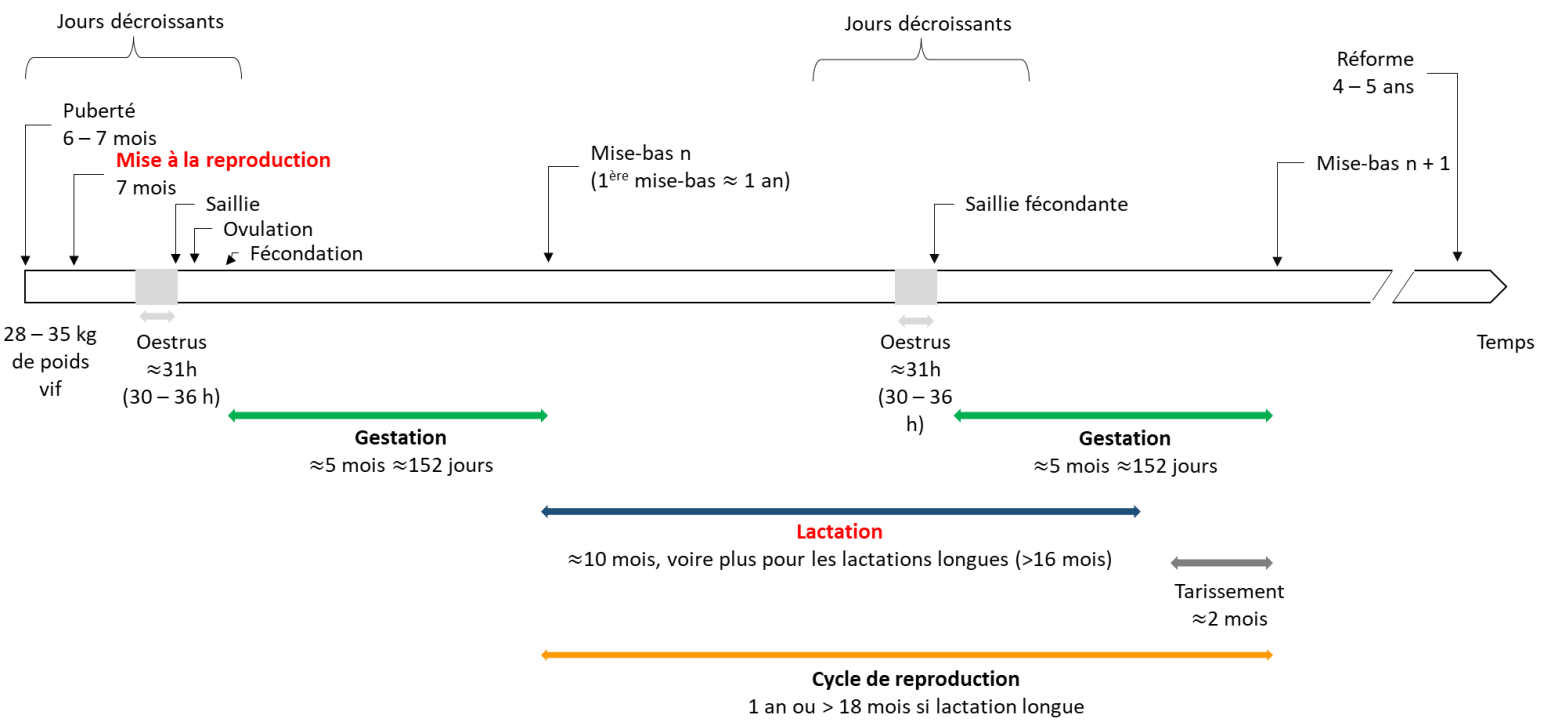 Jours décroissants
Jours décroissants
Réforme
4 – 5 ans
Puberté
6 – 7 mois
Mise à la reproduction
7 mois
Mise-bas n
(1ère mise-bas ≈ 1 an)
Mise-bas n + 1
Saillie
Saillie fécondante
Ovulation
Fécondation
28 – 35 kg
de poids
vif
Oestrus
≈31h
(30 – 36 h)
Oestrus
≈31h
(30 – 36
h)
Temps
Gestation
≈5 mois ≈152 jours
Gestation
≈5 mois ≈152 jours
Lactation
≈10 mois, voire plus pour les lactations longues (>16 mois)
Tarissement
≈2 mois
Cycle de reproduction
1 an ou > 18 mois si lactation longue